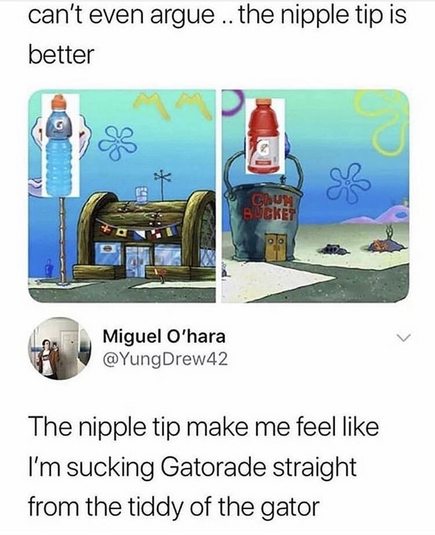 can't even argue .. the nipple tip is
better
G
G
CHUM
BUCKET
Miguel O'hara
@YungDrew42
The nipple tip make me feel like
I'm sucking Gatorade straight
from the tiddy of the gator